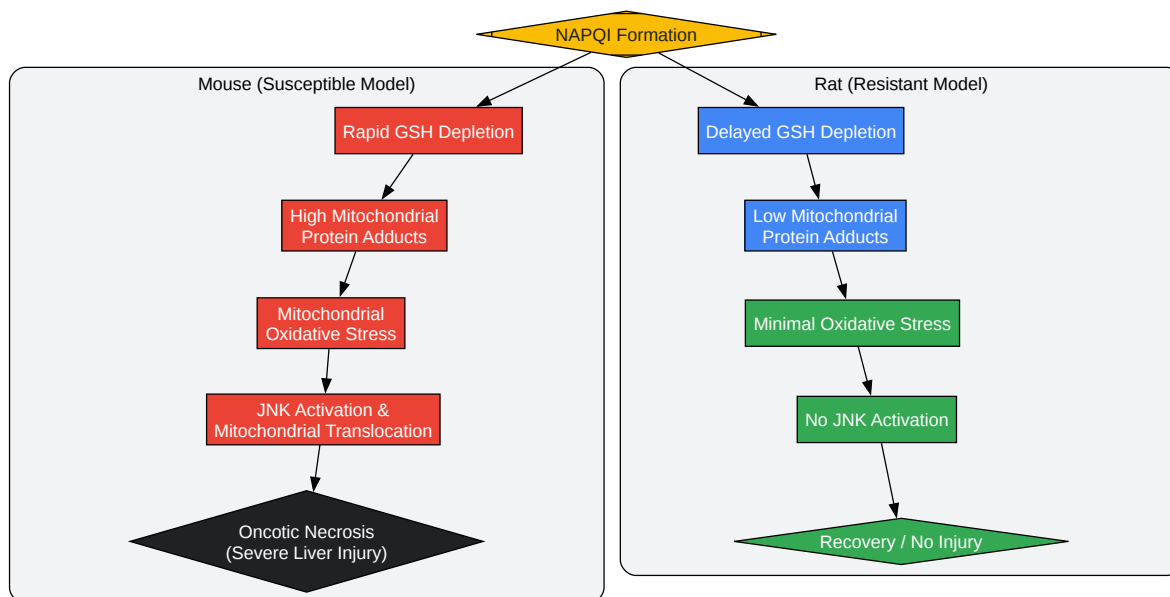 NAPQI Formation
Mouse (Susceptible Model)
Rapid GSH Depletion
High Mitochondrial
Protein Adducts
Mitochondrial
Oxidative Stress
JNK Activation &
Mitochondrial Translocation
Oncotic Necrosis
(Severe Liver Injury)
Rat (Resistant Model)
Delayed GSH Depletion
Low Mitochondrial
Protein Adducts
Minimal Oxidative Stress
No JNK Activation
Recovery / No Injury